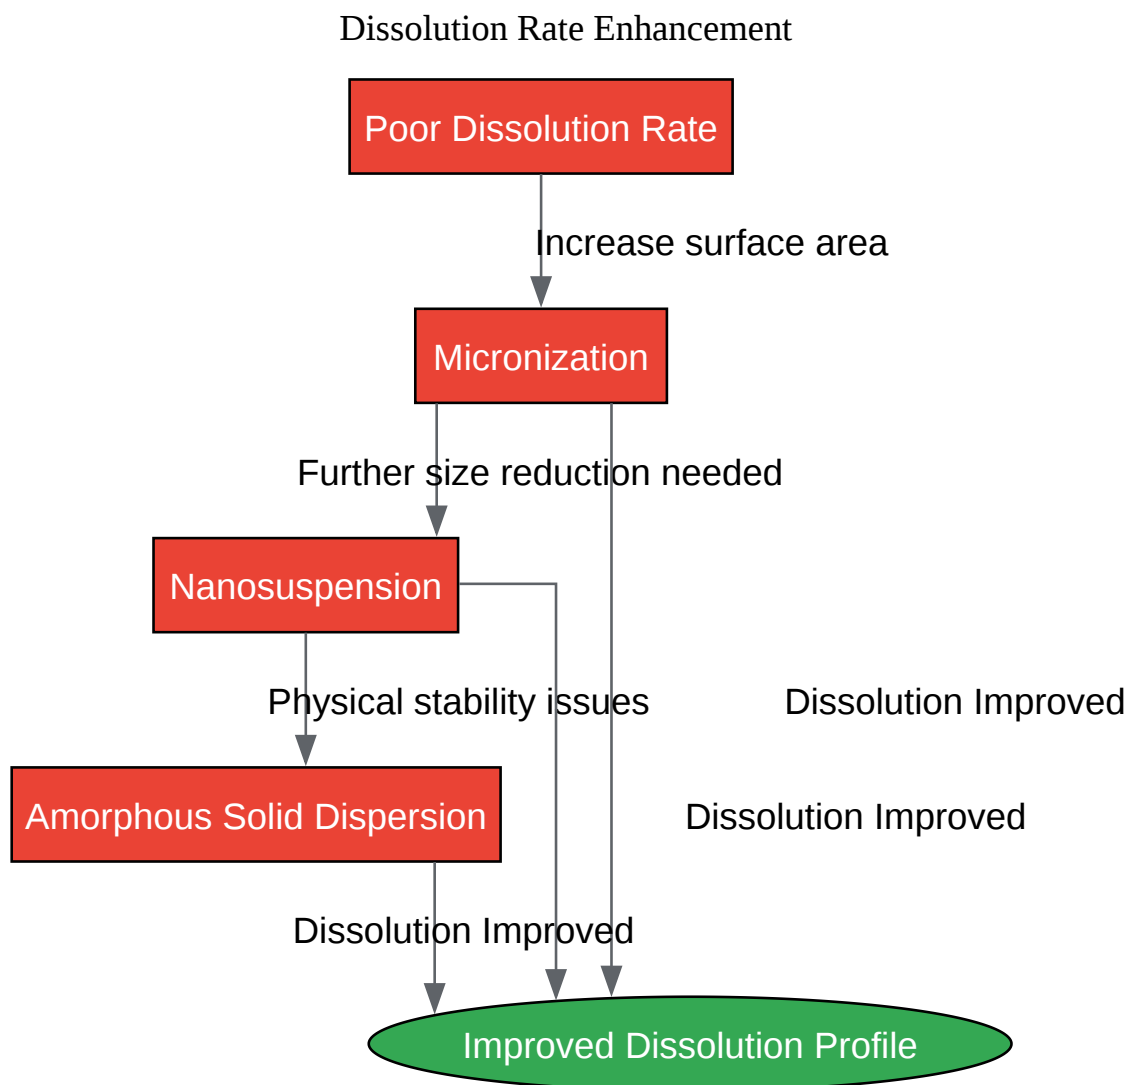 Dissolution Rate Enhancement
Poor Dissolution Rate
Increase surface area
Micronization
Further size reduction needed
Nanosuspension
Physical stability issues
Dissolution Improved
Amorphous Solid Dispersion
Dissolution Improved
Dissolution Improved
Improved Dissolution Profile